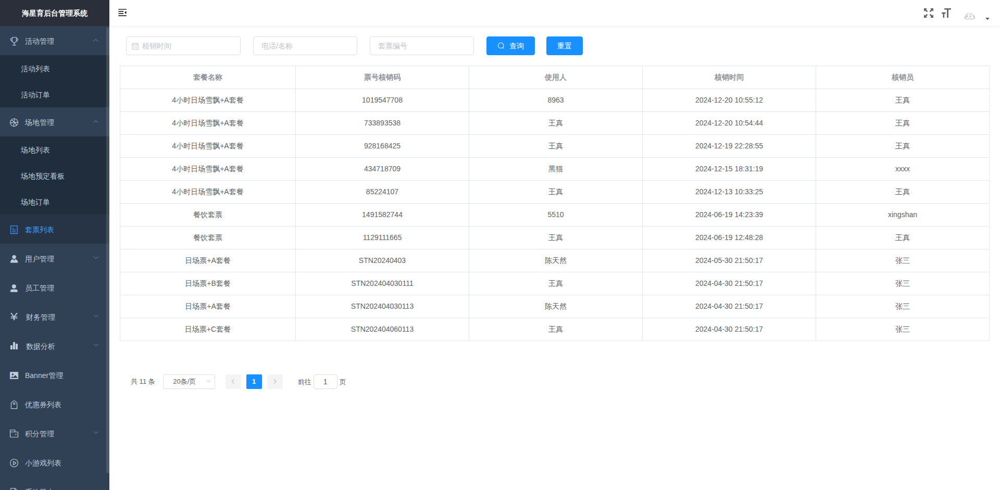 海星育后台管理系统
活动管理
活动列表
活动订单
场地管理
场地列表
场地预定看板
场地订单
套票列表
用户管理
员工管理
财务管理
数据分析
Banner管理
优惠券列表
积分管理
小游戏列表
核销时间 电话/名称 套票编号 查询 重置
套餐名称 票号核销码 使用人 核销时间 核销员
4小时日场雪飘+A套餐 1019547708 8963 2024-12-20 10:55:12 王真
4小时日场雪飘+A套餐 733893538 王真 2024-12-20 10:54:44 王真
4小时日场雪飘+A套餐 928168425 王真 2024-12-19 22:28:55 王真
4小时日场雪飘+A套餐 434718709 黑猫 2024-12-15 18:31:19 xxxx
4小时日场雪飘+A套餐 85224107 王真 2024-12-13 10:33:25 王真
餐饮套票 1491582744 5510 2024-06-19 14:23:39 xingshan
餐饮套票 1129111665 王真 2024-06-19 12:48:28 王真
日场票+A套餐 STN20240403 陈天然 2024-05-30 21:50:17 张三
日场票+B套餐 STN202404030111 王真 2024-04-30 21:50:17 张三
日场票+A套餐 STN202404030113 陈天然 2024-04-30 21:50:17 张三
日场票+C套餐 STN202404060113 王真 2024-04-30 21:50:17 张三
共 11 条 20条/页 1 前往 1 页